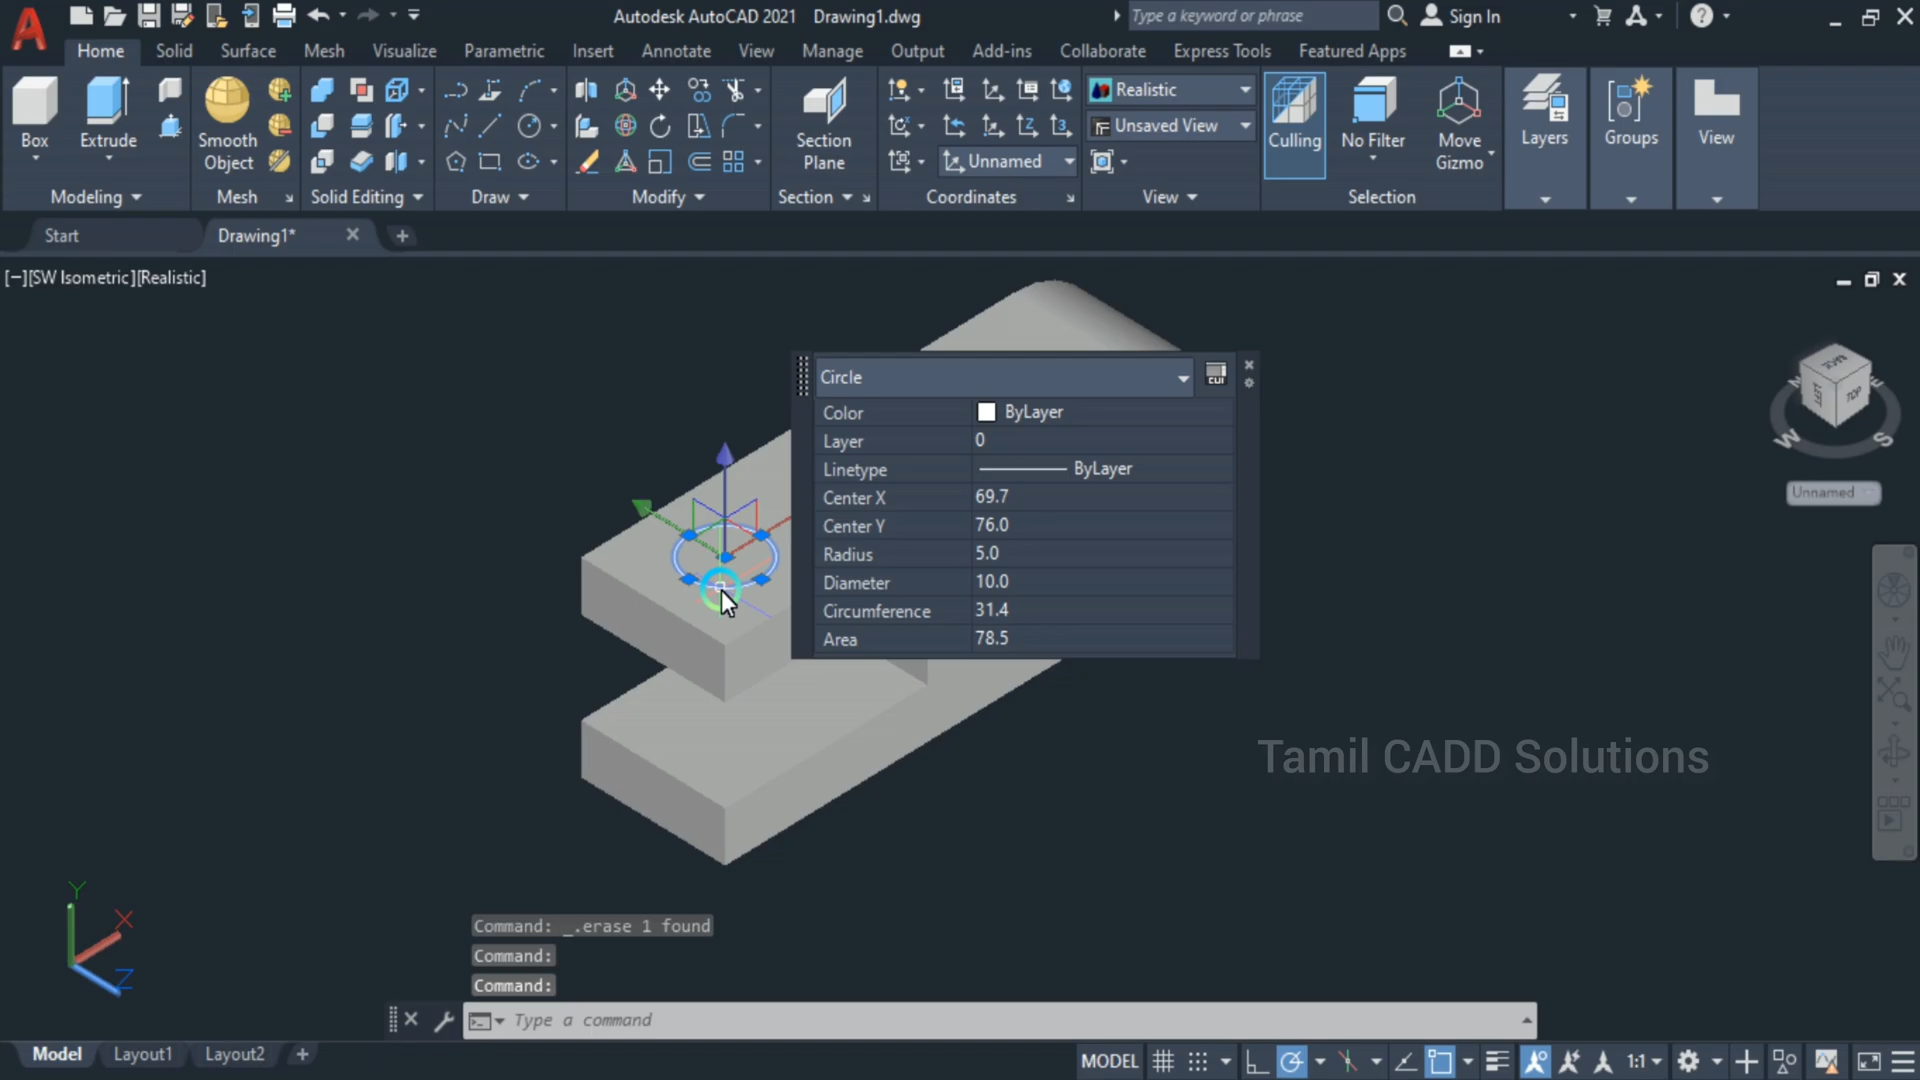 Autodesk AutoCAD 2021 Drawing1.dwg
Type a keyword or phrase
Sign In
Home Solid Surface Mesh Visualize Parametric Insert Annotate View Manage Output Add-ins Collaborate Express Tools Featured Apps
Box
Extrude
Smooth Object
Section Plane
Unnamed
Realistic
Unsaved View
Culling
No Filter
Move Gizmo
Layers
Groups
View
Modeling Mesh Solid Editing Draw Modify Section Coordinates View Selection
Start Drawing1*
[−][SW Isometric][Realistic]
Circle
CUI
Color ByLayer
Layer 0
Linetype ByLayer
Center X 69.7
Center Y 76.0
Radius 5.0
Diameter 10.0
Circumference 31.4
Area 78.5
TOP
W
S
Unnamed
Tamil CADD Solutions
Y
X
Z
Command: _.erase 1 found
Command:
Command:
Type a command
Model Layout1 Layout2
MODEL
1:1